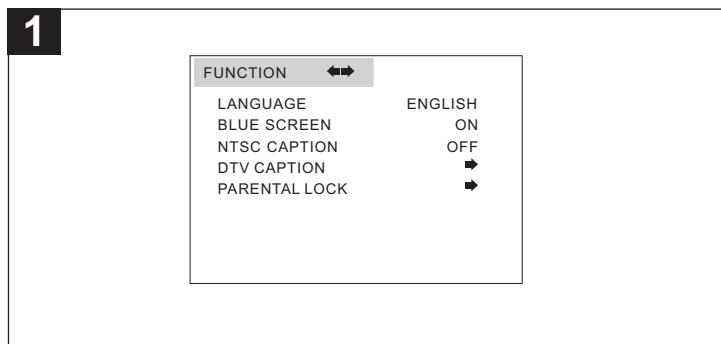 1
FUNCTION
LANGUAGE ENGLISH
BLUE SCREEN ON
NTSC CAPTION OFF
DTV CAPTION
PARENTAL LOCK